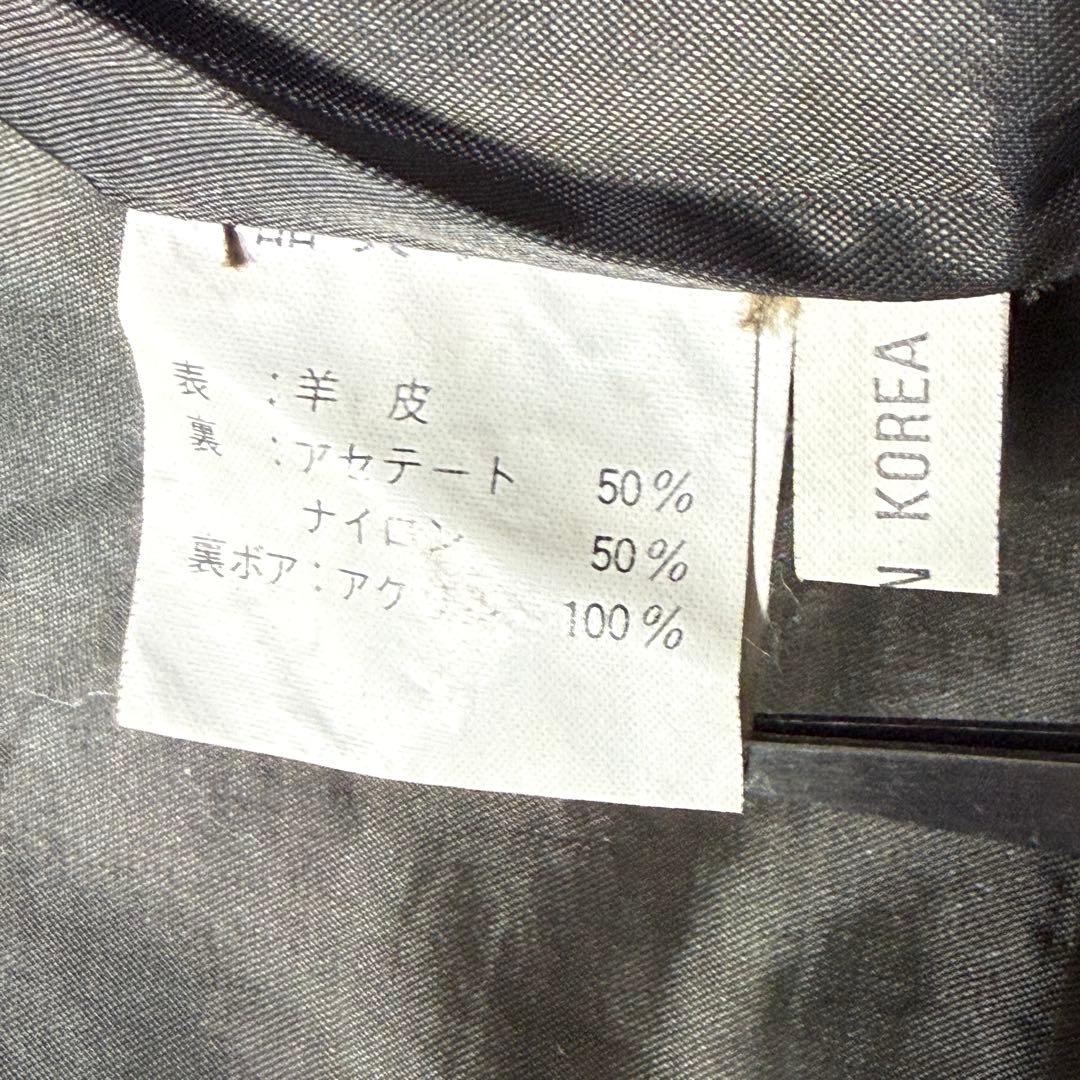 表 : 羊 皮
裏 : アセテート 50%
ナイロン 50%
裏ボア : アク 100%
N KOREA